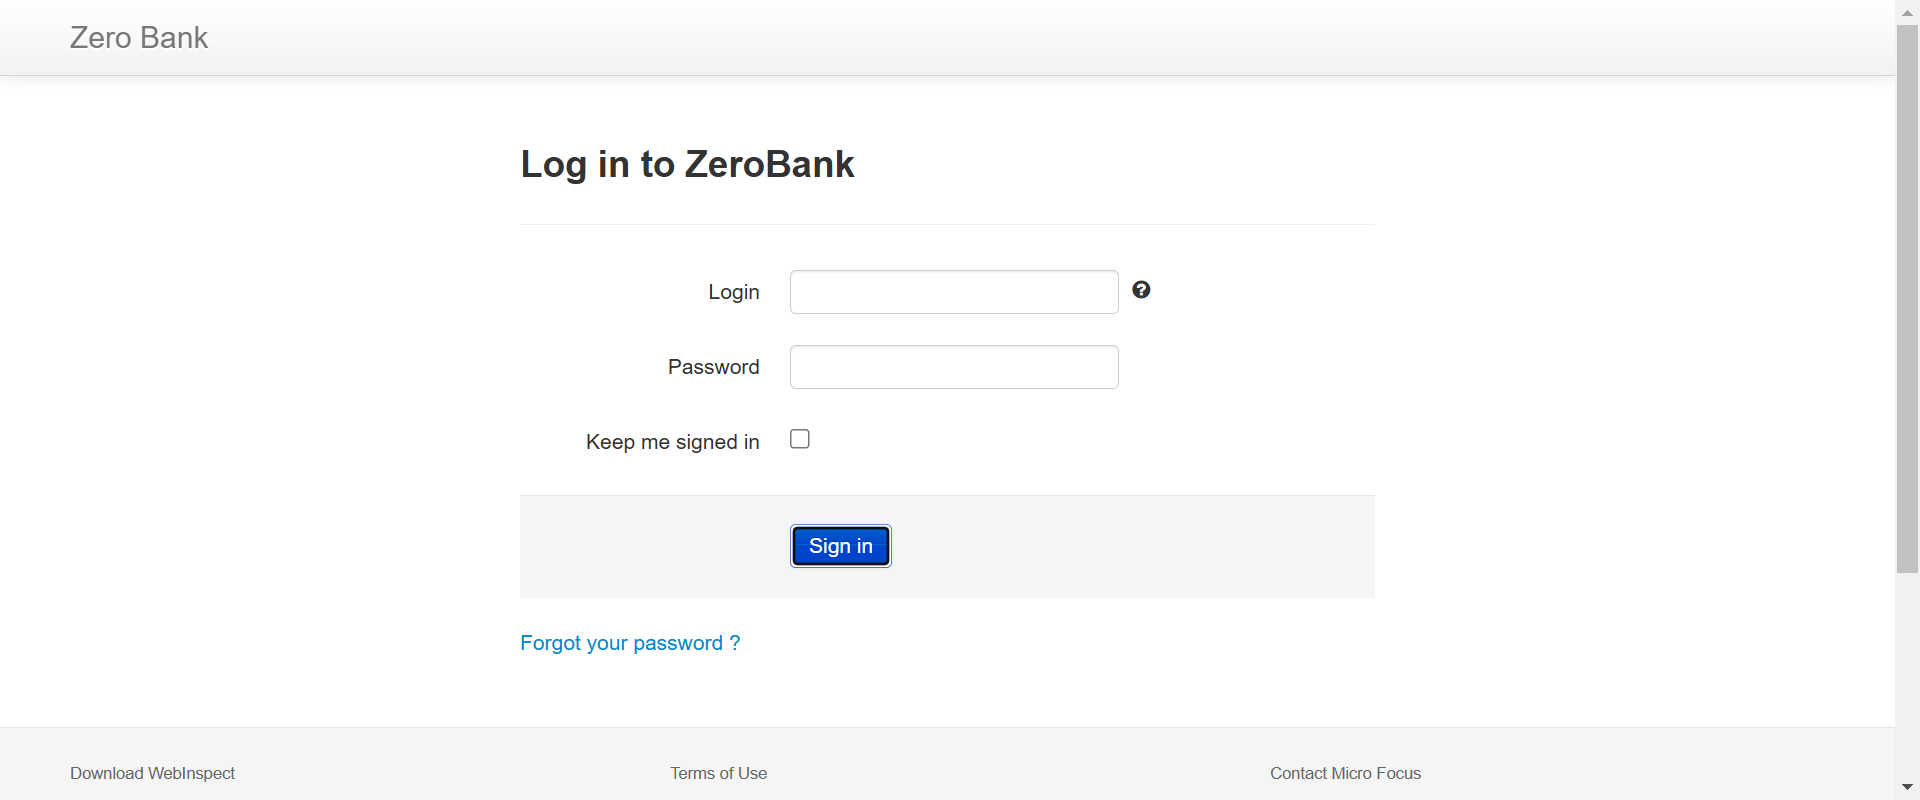 Zero Bank
Log in to ZeroBank
Login
Password
Keep me signed in
Sign in
Forgot your password ?
Download WebInspect
Terms of Use
Contact Micro Focus